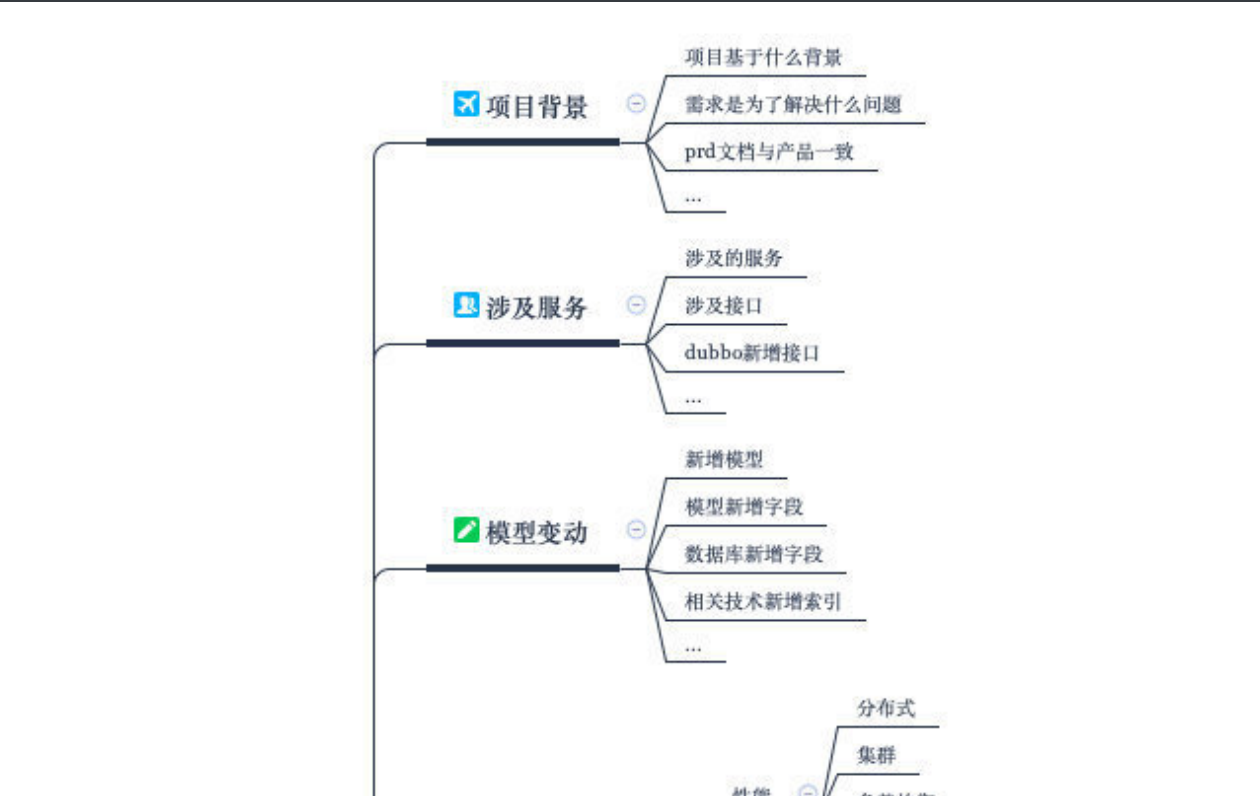 项目背景
项目基于什么背景
需求是为了解决什么问题
prd文档与产品一致
...
涉及服务
涉及的服务
涉及接口
dubbo新增接口
...
模型变动
新增模型
模型新增字段
数据库新增字段
相关技术新增索引
...
分布式
集群
性能